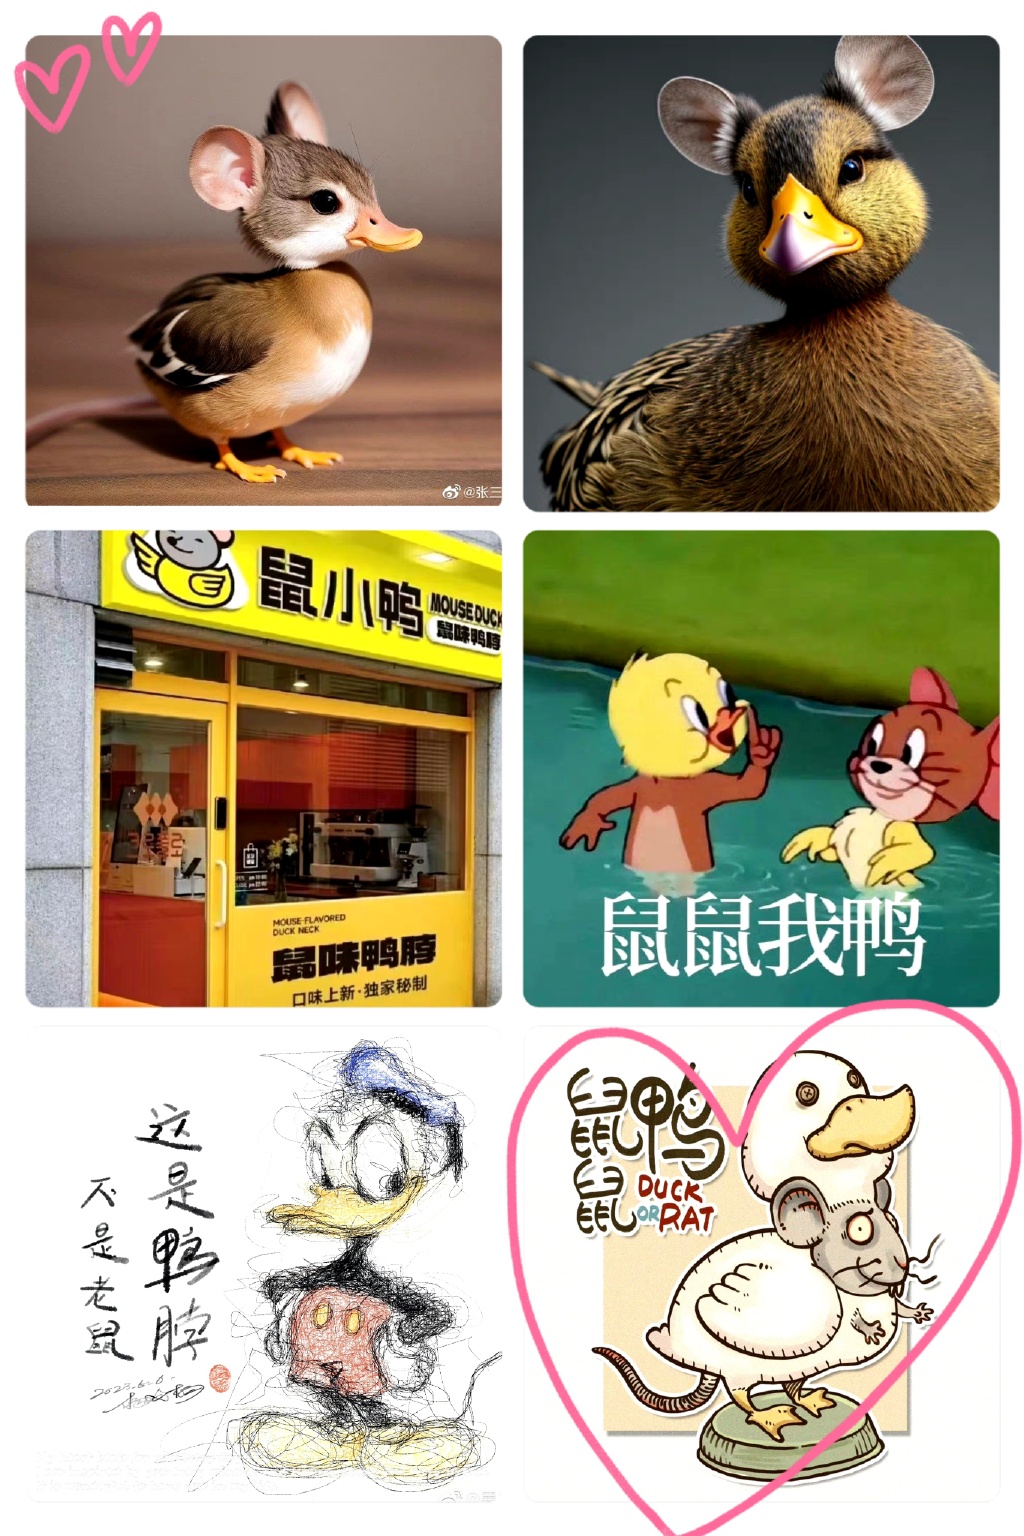 @张三
鼠小鸭
MOUSE DUCK
鼠味鸭脖
MOUSE-FLAVORED
DUCK NECK
鼠味鸭脖
口味上新·独家秘制
鼠鼠我鸭
这是鸭脖
不是老鼠
2023.6.6.
鼠鸭
鼠
DUCK
OR RAT